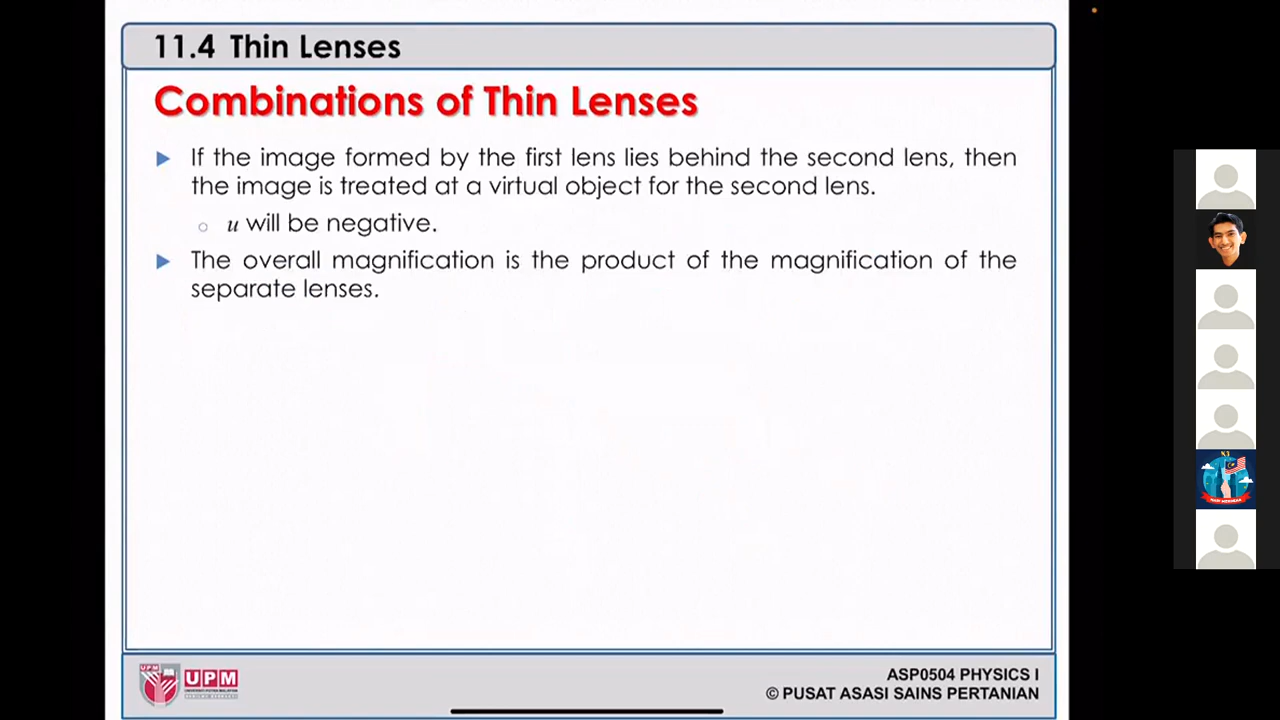 11.4 Thin Lenses
Combinations of Thin Lenses
If the image formed by the first lens lies behind the second lens, then
the image is treated at a virtual object for the second lens.
u will be negative.
The overall magnification is the product of the magnification of the
separate lenses.
UPM
UPM
ASP0504 PHYSICS I
© PUSAT ASASI SAINS PERTANIAN